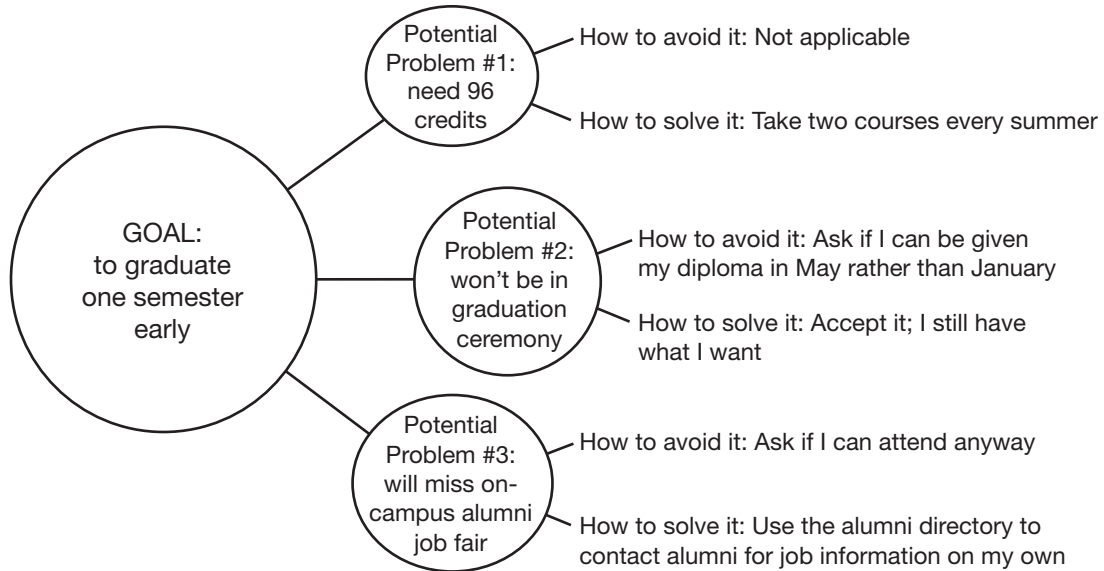 GOAL:
to graduate
one semester
early
Potential
Problem #1:
need 96
credits
How to avoid it: Not applicable
How to solve it: Take two courses every summer
Potential
Problem #2:
won’t be in
graduation
ceremony
How to avoid it: Ask if I can be given
my diploma in May rather than January
How to solve it: Accept it; I still have
what I want
Potential
Problem #3:
will miss on-
campus alumni
job fair
How to avoid it: Ask if I can attend anyway
How to solve it: Use the alumni directory to
contact alumni for job information on my own